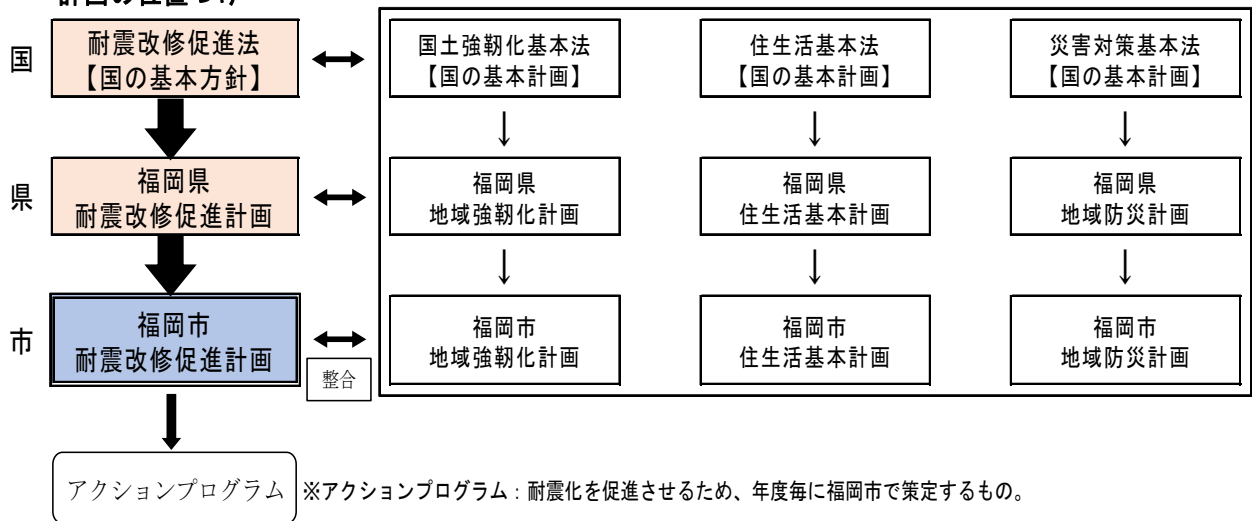 国
耐震改修促進法
【国の基本方針】
国土強靭化基本法
【国の基本計画】
住生活基本法
【国の基本計画】
災害対策基本法
【国の基本計画】
県
福岡県
耐震改修促進計画
福岡県
地域強靭化計画
福岡県
住生活基本計画
福岡県
地域防災計画
市
福岡市
耐震改修促進計画
整合
福岡市
地域強靭化計画
福岡市
住生活基本計画
福岡市
地域防災計画
アクションプログラム
※アクションプログラム：耐震化を促進させるため、年度毎に福岡市で策定するもの。